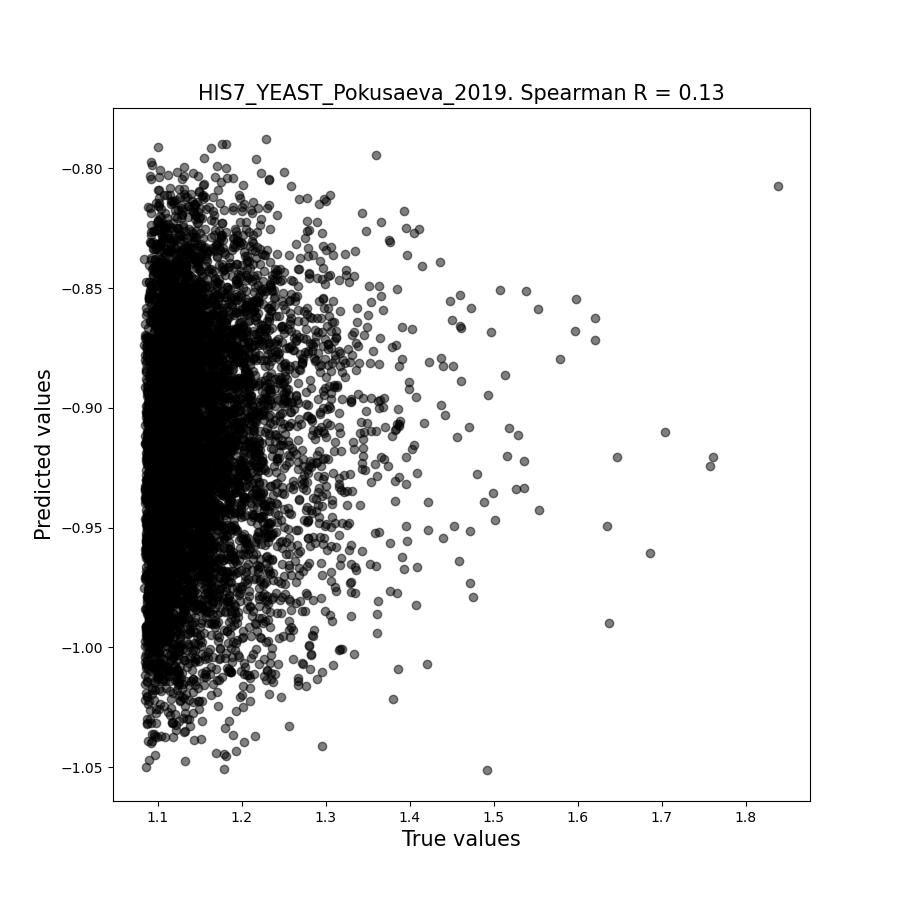 HIS7_YEAST_Pokusaeva_2019. Spearman R = 0.13
−0.80
−0.85
−0.90
−0.95
−1.00
−1.05
Predicted values
1.1 1.2 1.3 1.4 1.5 1.6 1.7 1.8
True values